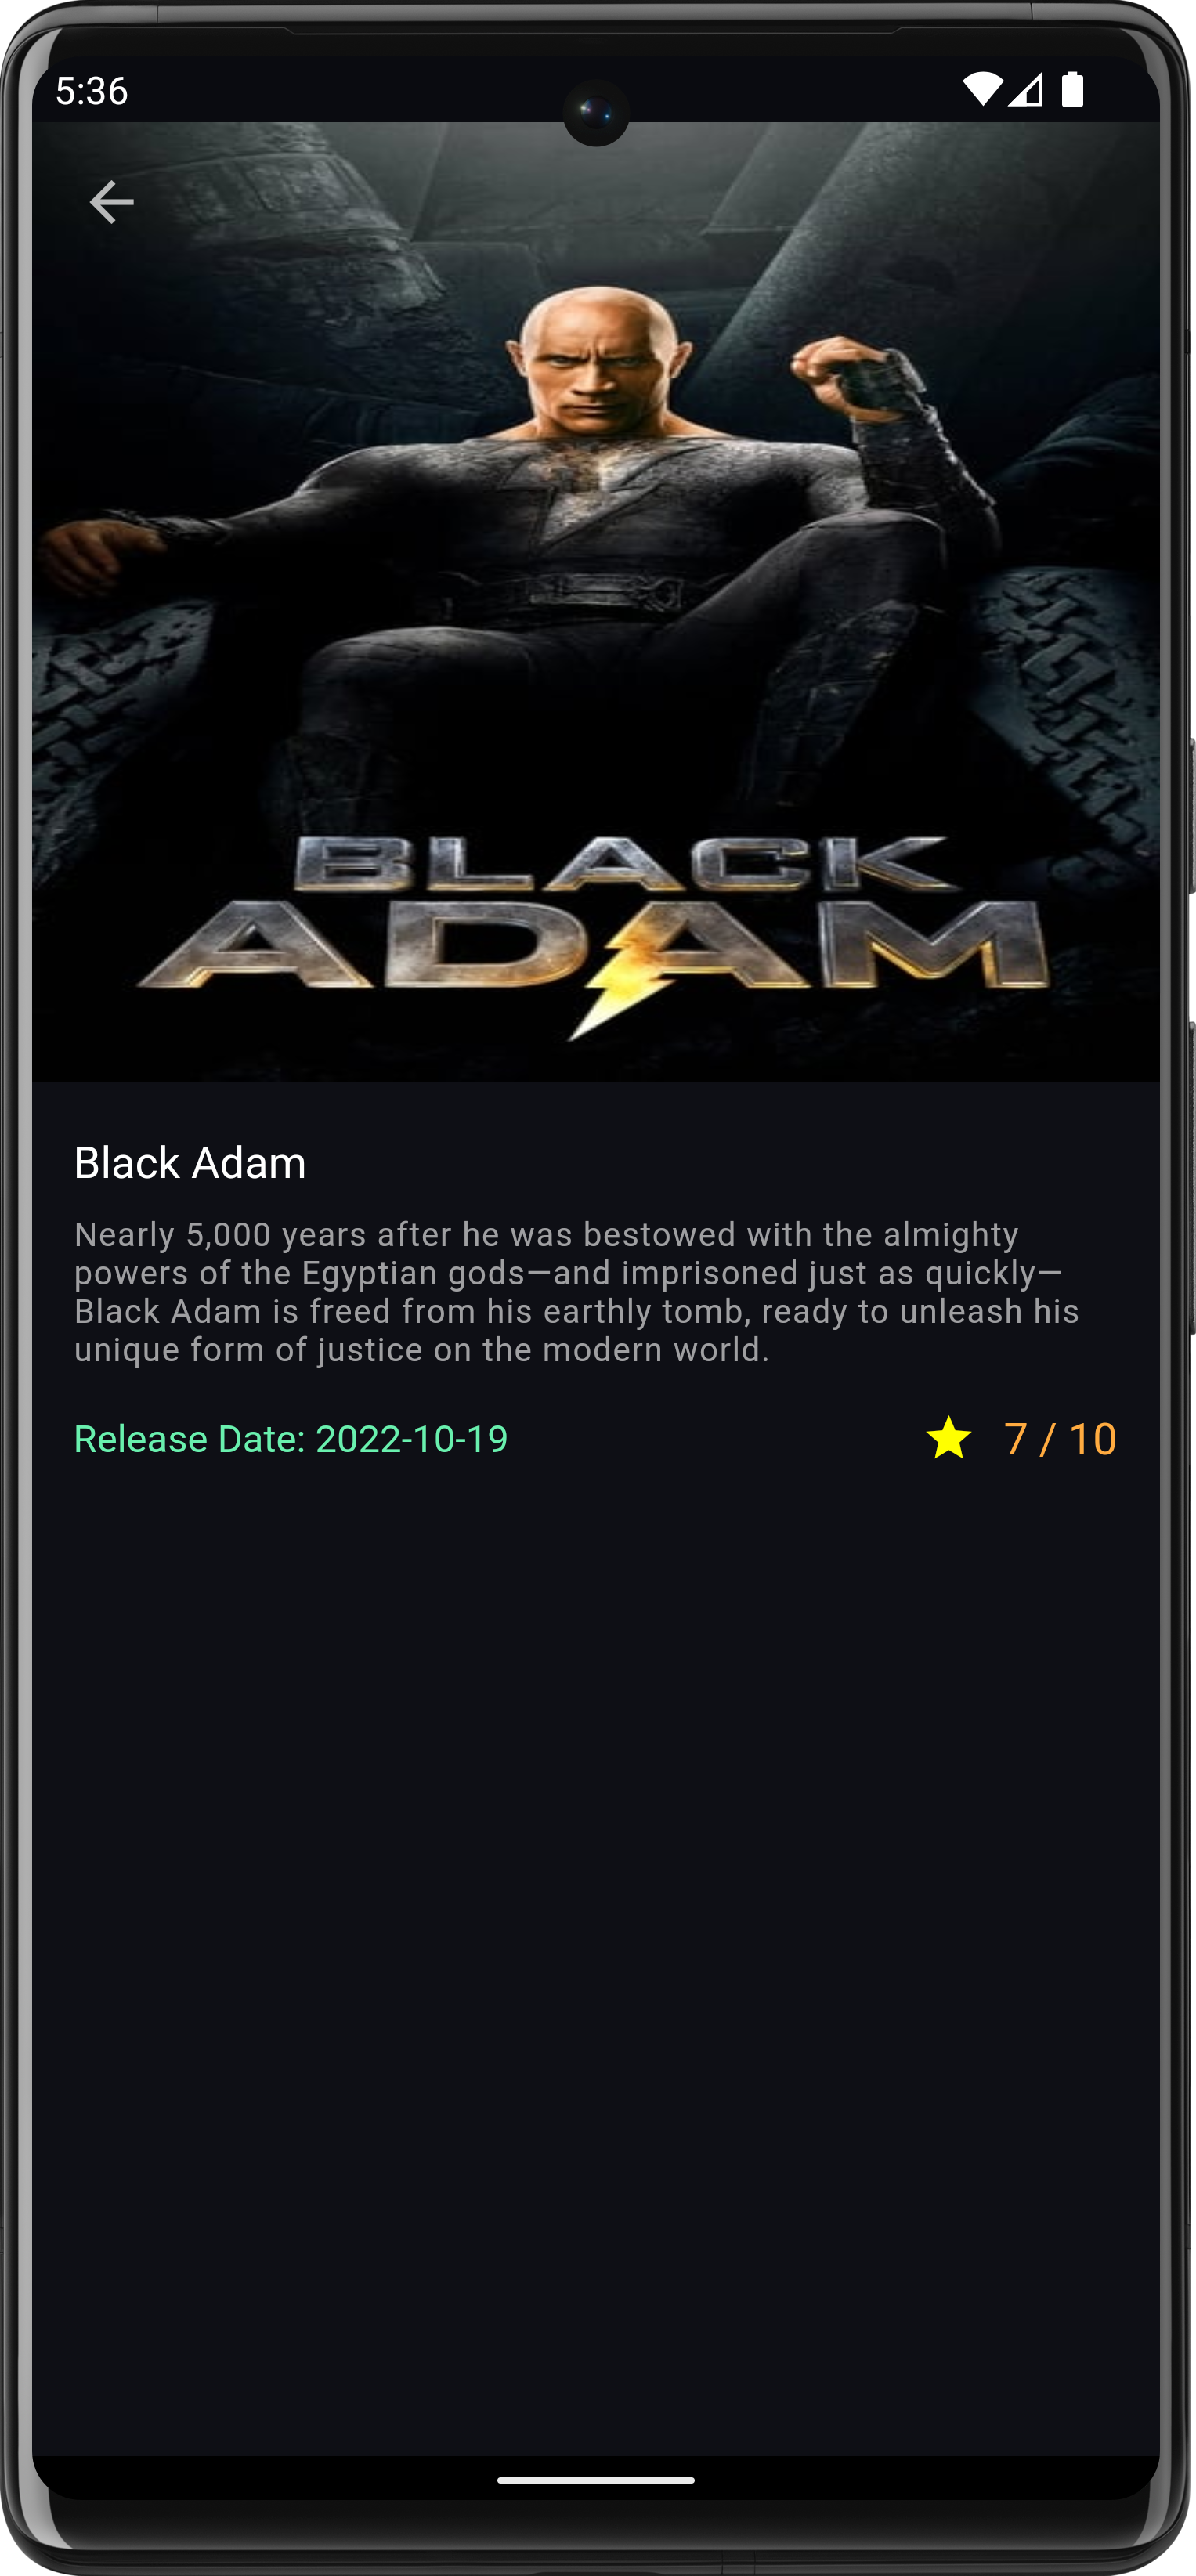 5:36
BLACK
ADAM
Black Adam
Nearly 5,000 years after he was bestowed with the almighty
powers of the Egyptian gods—and imprisoned just as quickly—
Black Adam is freed from his earthly tomb, ready to unleash his
unique form of justice on the modern world.
Release Date: 2022-10-19
7 / 10